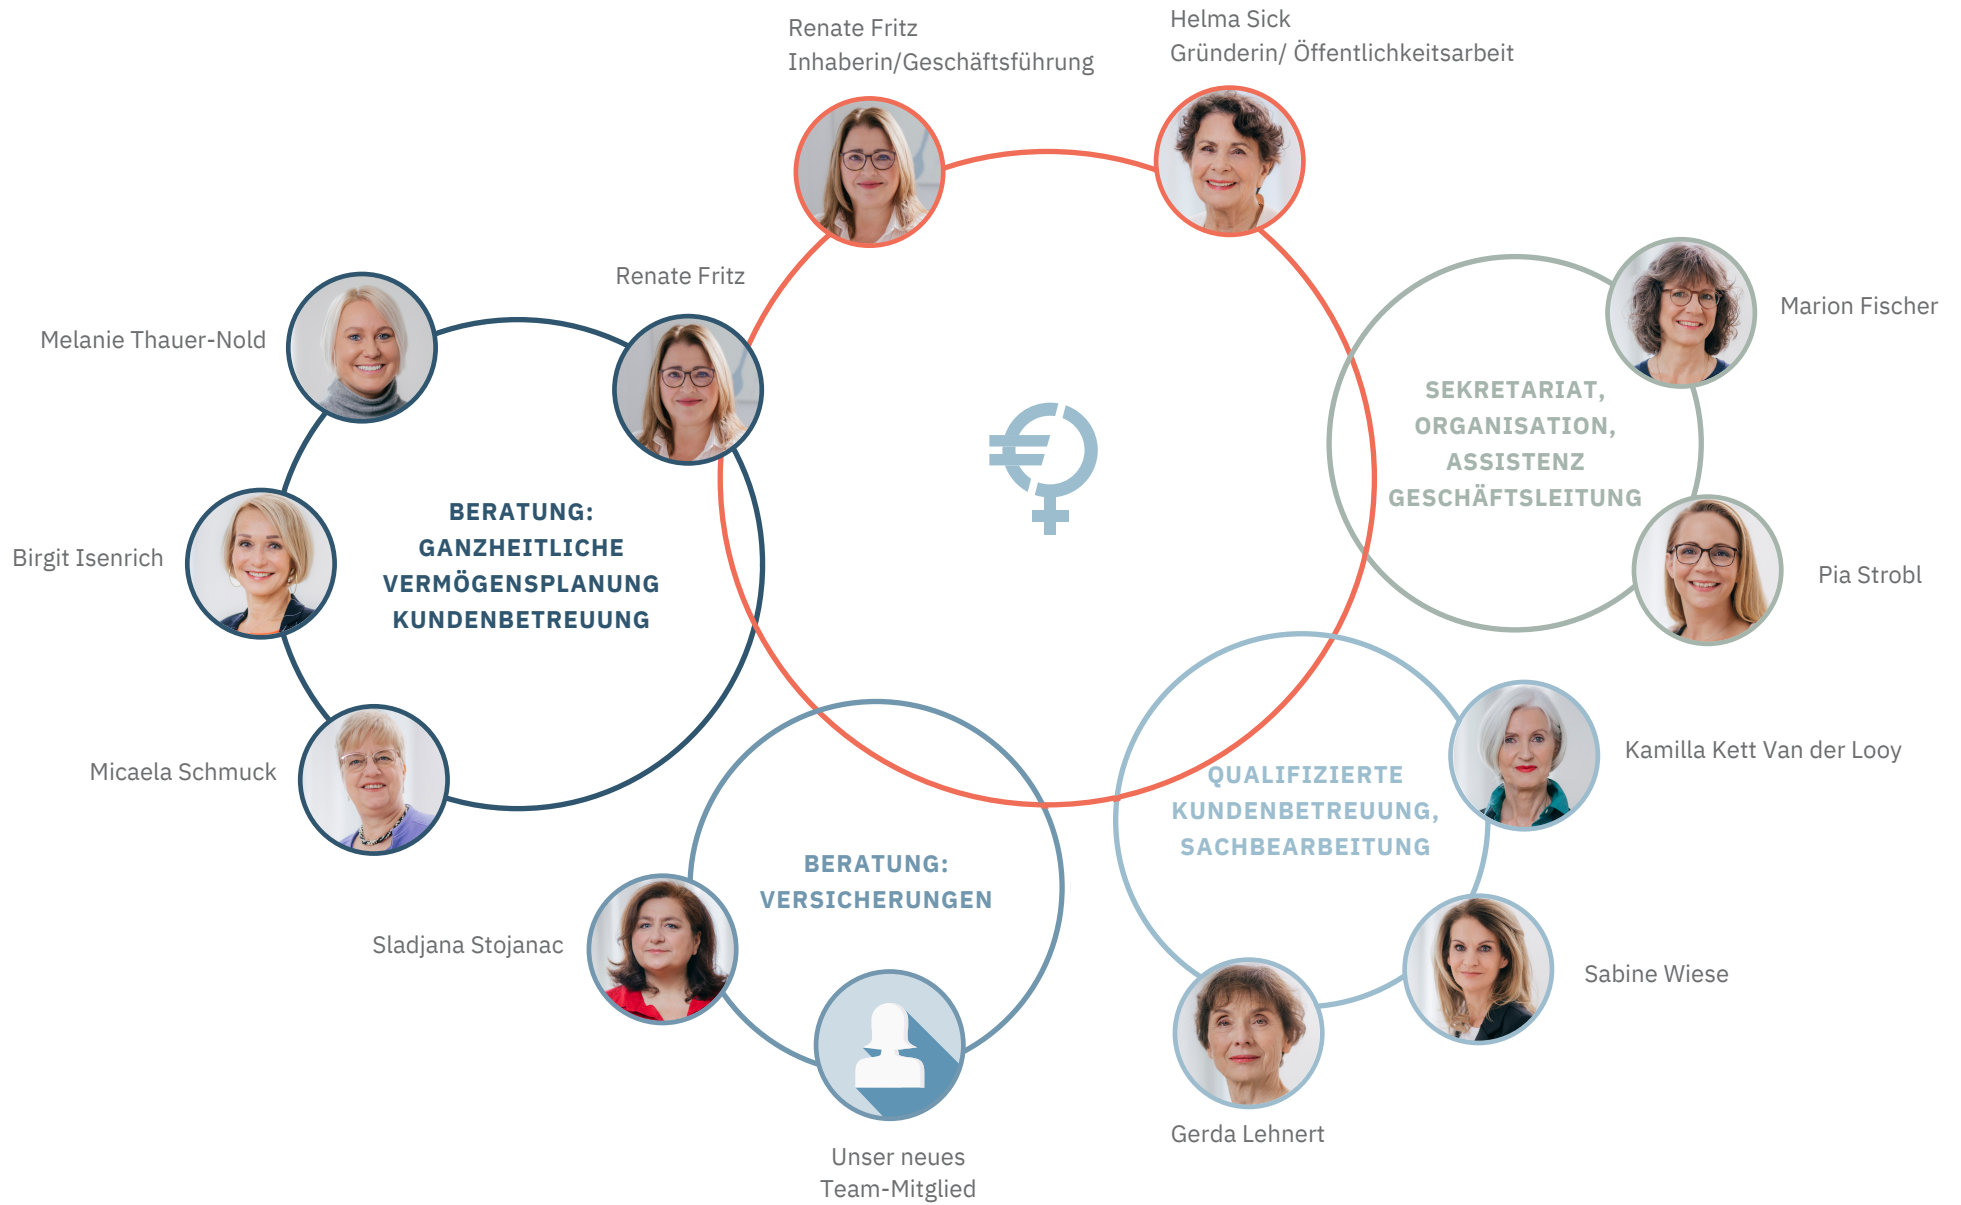 Renate Fritz
Inhaberin/Geschäftsführung
Helma Sick
Gründerin/ Öffentlichkeitsarbeit
Renate Fritz
Melanie Thauer-Nold
Birgit Isenrich
Micaela Schmuck
BERATUNG:
GANZHEITLICHE
VERMÖGENSPLANUNG
KUNDENBETREUUNG
Marion Fischer
SEKRETARIAT,
ORGANISATION,
ASSISTENZ
GESCHÄFTSLEITUNG
Pia Strobl
Kamilla Kett Van der Looy
QUALIFIZIERTE
KUNDENBETREUUNG,
SACHBEARBEITUNG
Sabine Wiese
Gerda Lehnert
BERATUNG:
VERSICHERUNGEN
Sladjana Stojanac
Unser neues
Team-Mitglied